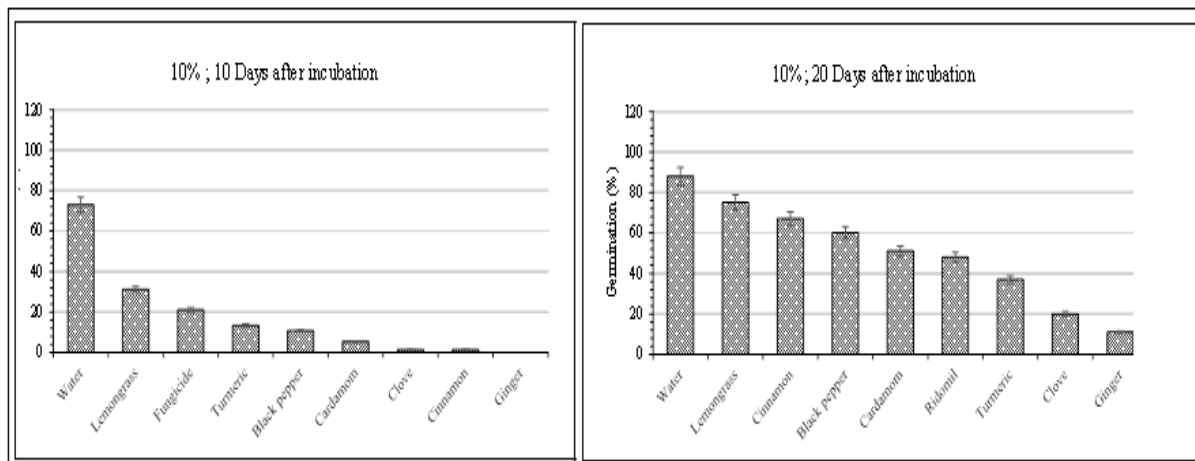 10% ; 10 Days after incubation
120
100
80
60
40
20
0
Water
Lemongrass
Fungicide
Turmeric
Black pepper
Cardamom
Clove
Cinnamon
Ginger
10%; 20 Days after incubation
Germination (%)
120
100
80
60
40
20
0
Water
Lemongrass
Cinnamon
Black pepper
Cardamom
Ridomil
Turmeric
Clove
Ginger